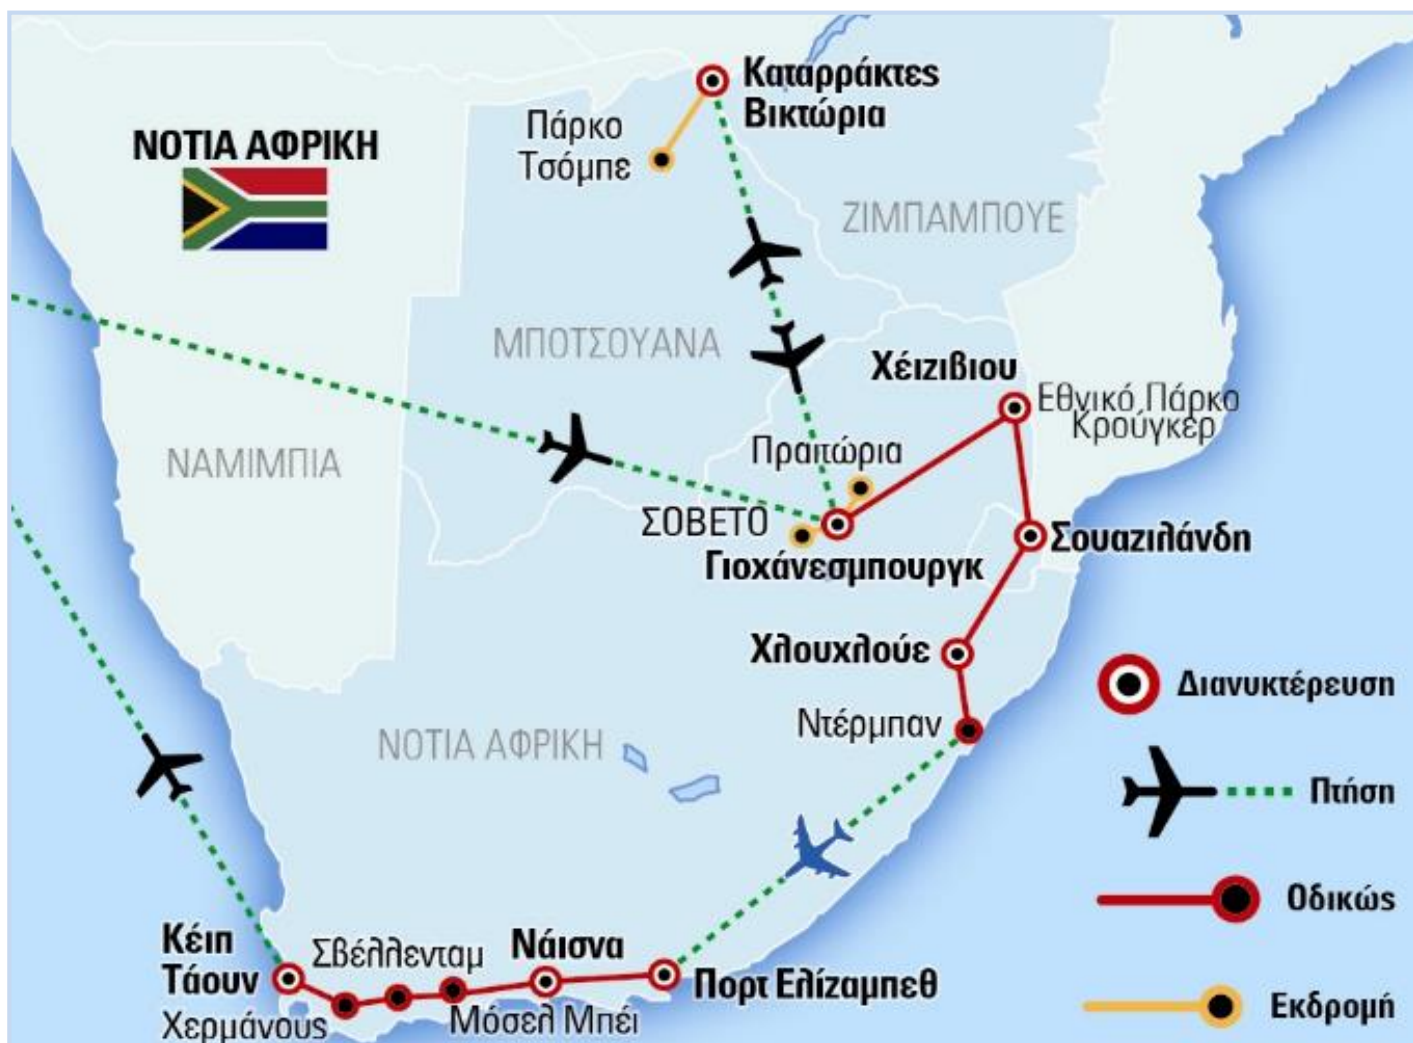 Καταρράκτες
Βικτώρια
Πάρκο
Τσόμπε
ΝΟΤΙΑ ΑΦΡΙΚΗ
ΖΙΜΠΑΜΠΟΥΕ
ΜΠΟΤΣΟΥΑΝΑ
Χέιζιβιου
Εθνικό Πάρκο
Κρούγκερ
Πραιτώρια
ΝΑΜΙΜΠΙΑ
ΣΟΒΕΤΟ
Γιοχάνεσμπουργκ
Σουαζιλάνδη
Χλουχλούε
Διανυκτέρευση
Ντέρμπαν
ΝΟΤΙΑ ΑΦΡΙΚΗ
Πτήση
Οδικώς
Κέιπ
Τάουν
Σβέλλενταμ
Νάισνα
Πορτ Ελίζαμπεθ
Χερμάνους
Μόσελ Μπέι
Εκδρομή